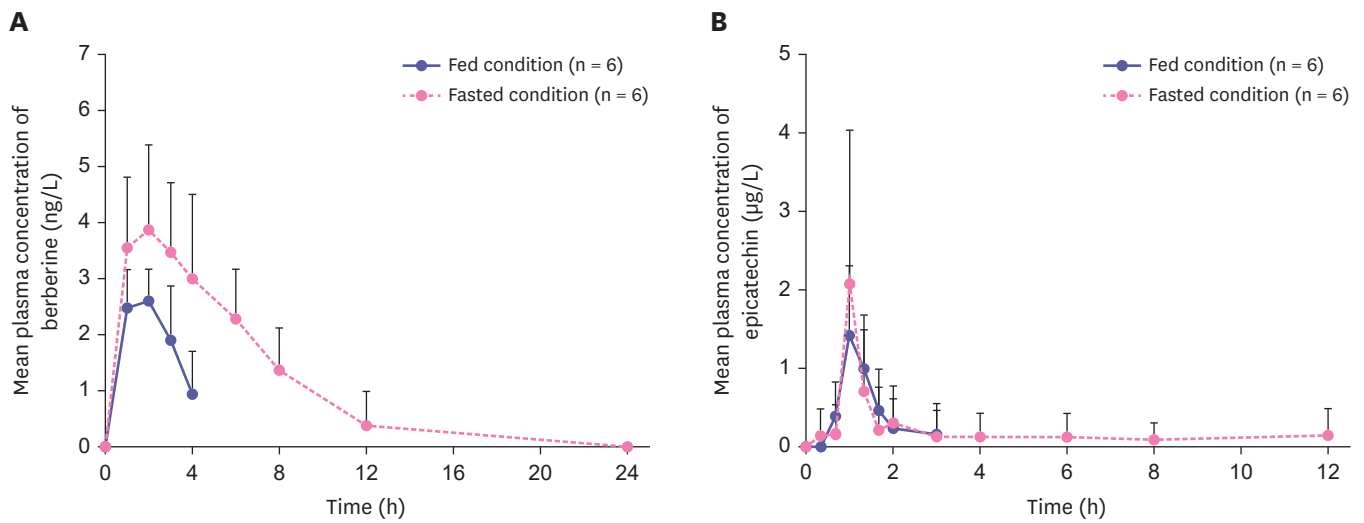 A
Mean plasma concentration of
berberine (ng/L)
7
6
5
4
3
2
1
0
0
4
8
12
16
20
24
Time (h)
Fed condition (n = 6)
Fasted condition (n = 6)
B
Mean plasma concentration of
epicatechin (µg/L)
5
4
3
2
1
0
0
2
4
6
8
10
12
Time (h)
Fed condition (n = 6)
Fasted condition (n = 6)